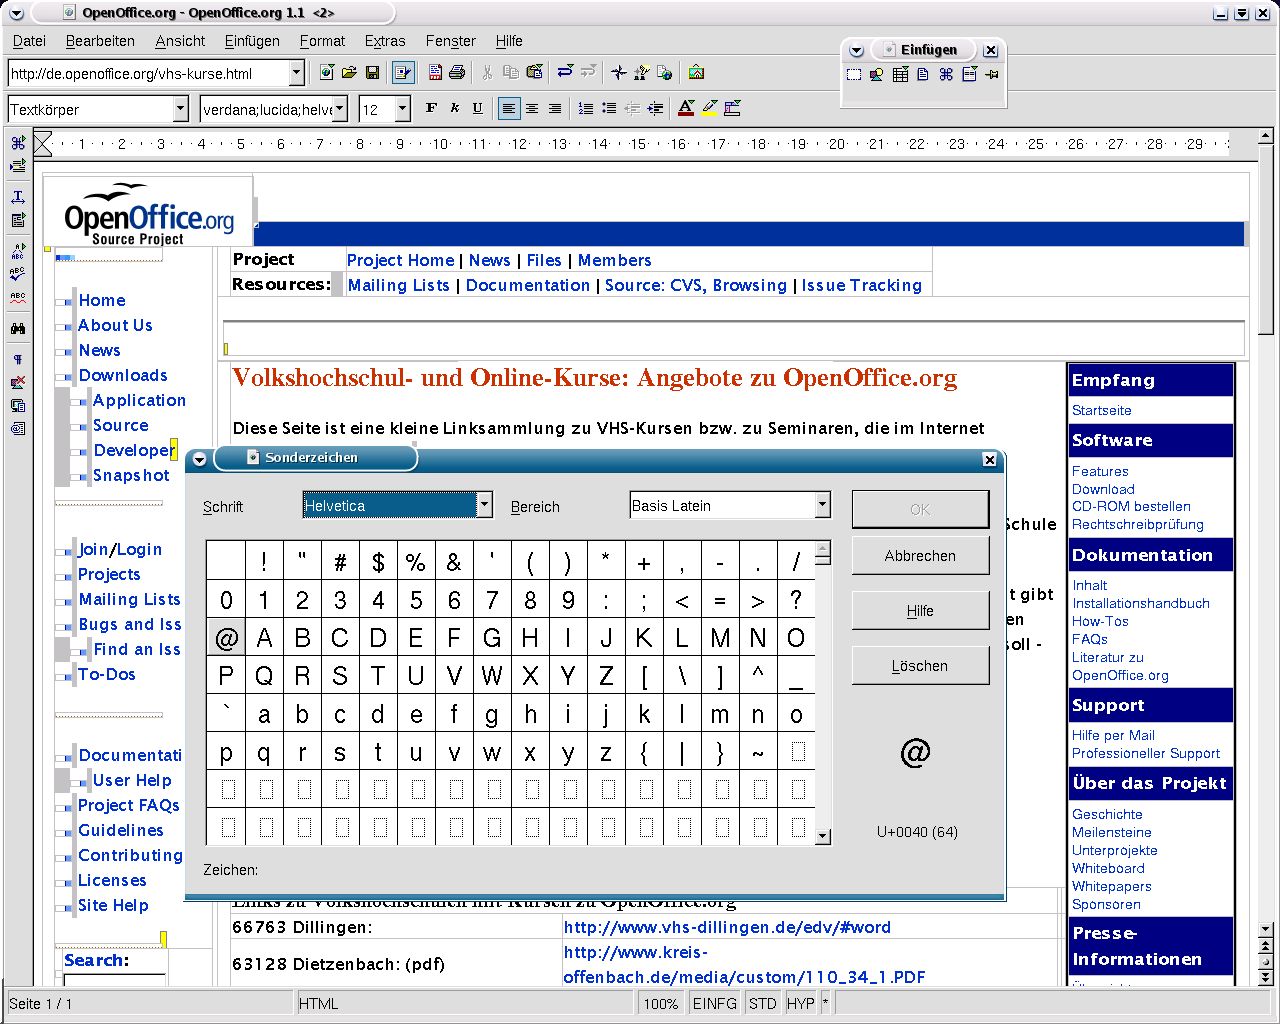 OpenOffice.org - OpenOffice.org 1.1 <2>
Datei Bearbeiten Ansicht Einfügen Format Extras Fenster Hilfe
Einfügen
http://de.openoffice.org/vhs-kurse.html
Textkörper verdana;lucida;helve 12 F k U
1 2 3 4 5 6 7 8 9 10 11 12 13 14 15 16 17 18 19 20 21 22 23 24 25 26 27 28 29
OpenOffice.org
Source Project
Project
Resources:
Project Home | News | Files | Members
Mailing Lists | Documentation | Source: CVS, Browsing | Issue Tracking
Home
About Us
News
Downloads
Application
Source
Developer
Snapshot
Join/Login
Projects
Mailing Lists
Bugs and Iss
Find an Iss
To-Dos
Documentati
User Help
Project FAQs
Guidelines
Contributing
Licenses
Site Help
Search:
Volkshochschul- und Online-Kurse: Angebote zu OpenOffice.org
Diese Seite ist eine kleine Linksammlung zu VHS-Kursen bzw. zu Seminaren, die im Internet
Schule
t gibt
en
soll -
Sonderzeichen
Schrift Helvetica Bereich Basis Latein
OK
Abbrechen
Hilfe
Löschen
! " # $ % & ' ( ) * + , - . /
0 1 2 3 4 5 6 7 8 9 : ; < = > ?
@ A B C D E F G H I J K L M N O
P Q R S T U V W X Y Z [ \ ] ^ _
` a b c d e f g h i j k l m n o
p q r s t u v w x y z { | } ~
@
U+0040 (64)
Zeichen:
Links zu Volkshochschulen mit Kursen zu OpenOffice.org
66763 Dillingen: http://www.vhs-dillingen.de/edv/#word
63128 Dietzenbach: (pdf) http://www.kreis-
offenbach.de/media/custom/110_34_1.PDF
Empfang
Startseite
Software
Features
Download
CD-ROM bestellen
Rechtschreibprüfung
Dokumentation
Inhalt
Installationshandbuch
How-Tos
FAQs
Literatur zu
OpenOffice.org
Support
Hilfe per Mail
Professioneller Support
Über das Projekt
Geschichte
Meilensteine
Unterprojekte
Whiteboard
Whitepapers
Sponsoren
Presse-
Informationen
Seite 1 / 1 HTML 100% EINFG STD HYP *